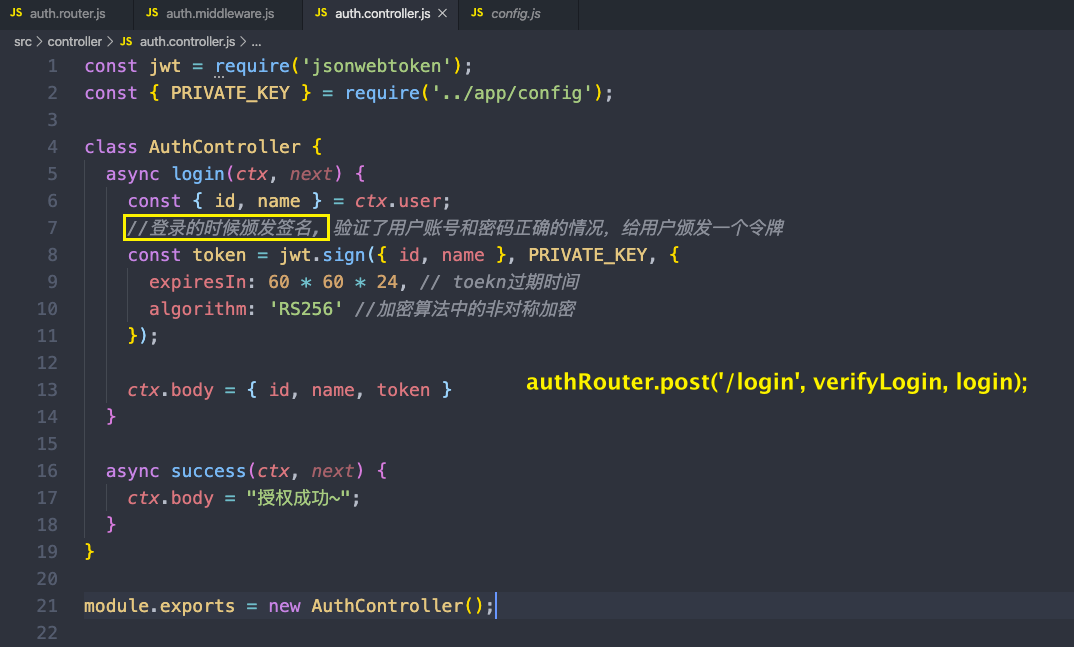 JS auth.router.js JS auth.middleware.js JS auth.controller.js × JS config.js
src > controller > JS auth.controller.js > ...
1 const jwt = require('jsonwebtoken');
2 const { PRIVATE_KEY } = require('../app/config');
3
4 class AuthController {
5 async login(ctx, next) {
6 const { id, name } = ctx.user;
7 //登录的时候颁发签名，验证了用户账号和密码正确的情况，给用户颁发一个令牌
8 const token = jwt.sign({ id, name }, PRIVATE_KEY, {
9 expiresIn: 60 * 60 * 24, // toekn过期时间
10 algorithm: 'RS256' //加密算法中的非对称加密
11 });
12
13 ctx.body = { id, name, token }
authRouter.post('/login', verifyLogin, login);
14 }
15
16 async success(ctx, next) {
17 ctx.body = "授权成功~";
18 }
19 }
20
21 module.exports = new AuthController();
22